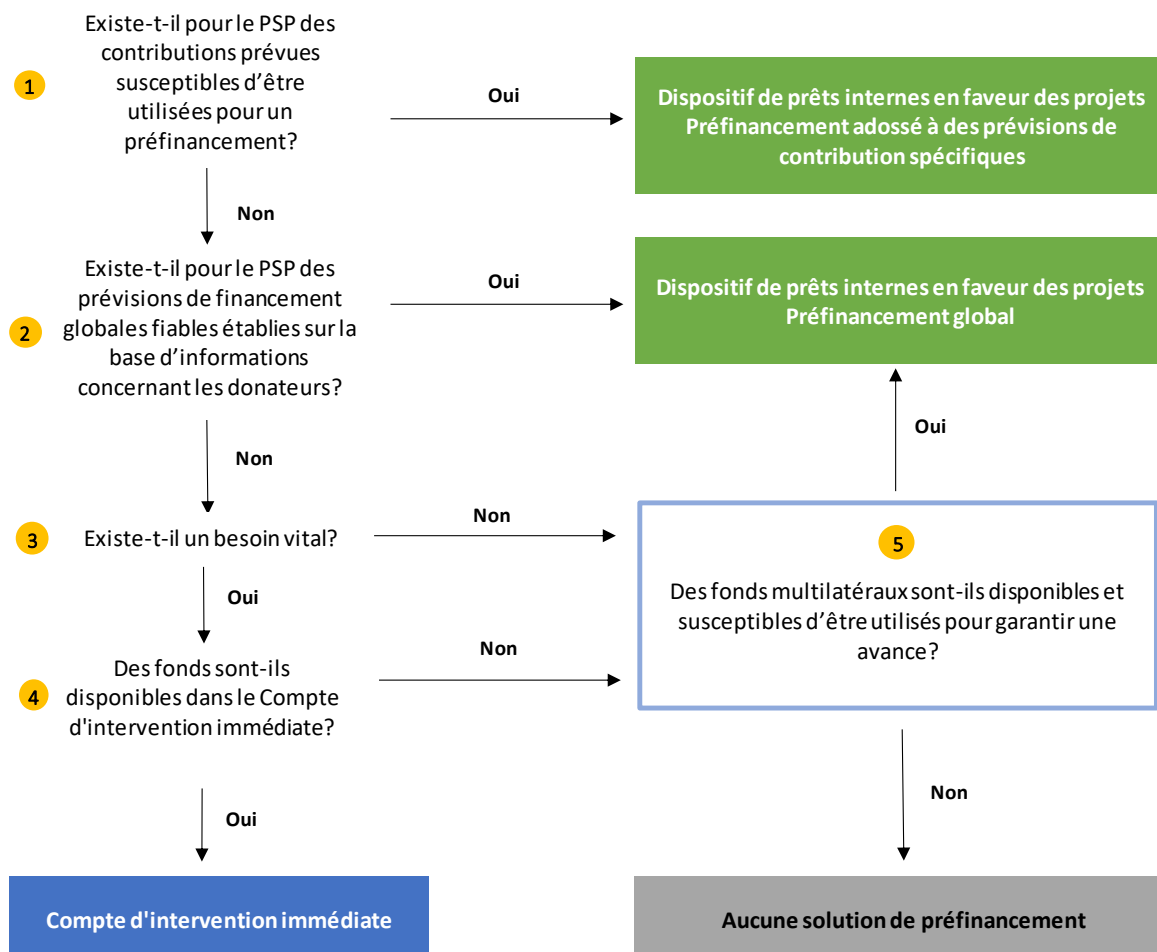 Existe-t-il pour le PSP des
contributions prévues
susceptibles d’être
utilisées pour un
préfinancement?
1
Oui
Dispositif de prêts internes en faveur des projets
Préfinancement adossé à des prévisions de
contribution spécifiques
Non
Existe-t-il pour le PSP des
prévisions de financement
globales fiables établies sur la
base d’informations
concernant les donateurs?
2
Oui
Dispositif de prêts internes en faveur des projets
Préfinancement global
Oui
Non
3
Existe-t-il un besoin vital?
Non
5
Des fonds multilatéraux sont-ils disponibles et
susceptibles d’être utilisés pour garantir une
avance?
Oui
4
Des fonds sont-ils
disponibles dans le Compte
d'intervention immédiate?
Non
Oui
Non
Compte d'intervention immédiate
Aucune solution de préfinancement